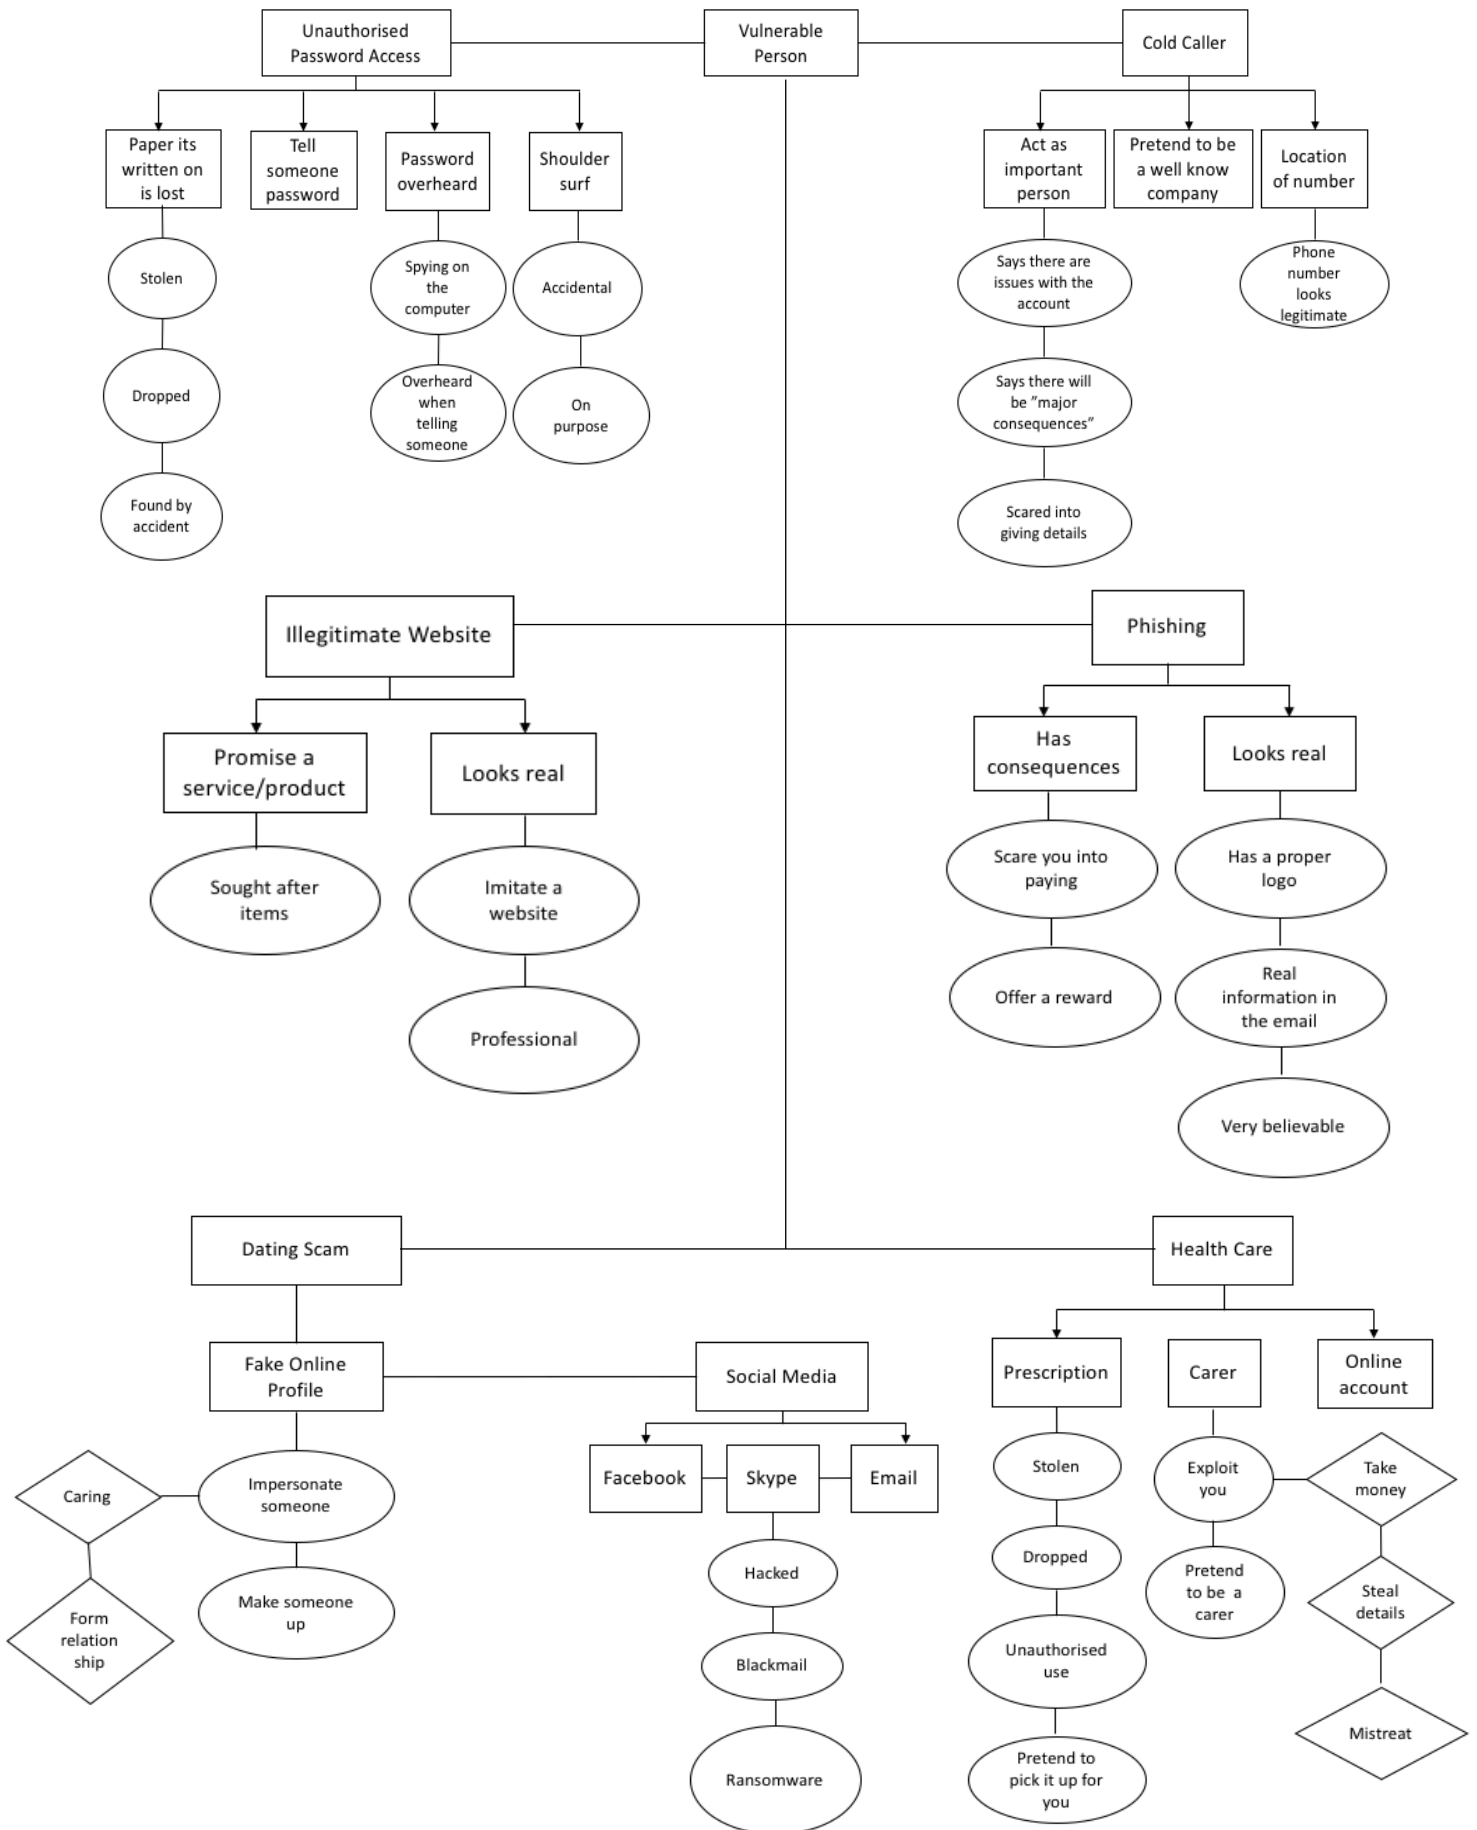 Unauthorised
Password Access
Vulnerable
Person
Cold Caller
Paper its
written on
is lost
Tell
someone
password
Password
overheard
Shoulder
surf
Act as
important
person
Pretend to be
a well know
company
Location
of number
Stolen
Spying on
the
computer
Accidental
Says there are
issues with the
account
Phone
number
looks
legitimate
Dropped
Overheard
when
telling
someone
On
purpose
Says there will
be ”major
consequences”
Found by
accident
Scared into
giving details
Illegitimate Website
Phishing
Promise a
service/product
Looks real
Has
consequences
Looks real
Sought after
items
Imitate a
website
Scare you into
paying
Has a proper
logo
Professional
Offer a reward
Real
information in
the email
Very believable
Dating Scam
Health Care
Fake Online
Profile
Social Media
Prescription
Carer
Online
account
Caring
Impersonate
someone
Facebook
Skype
Email
Stolen
Exploit
you
Take
money
Form
relation
ship
Make someone
up
Hacked
Dropped
Pretend
to be a
carer
Steal
details
Blackmail
Unauthorised
use
Mistreat
Ransomware
Pretend to
pick it up for
you